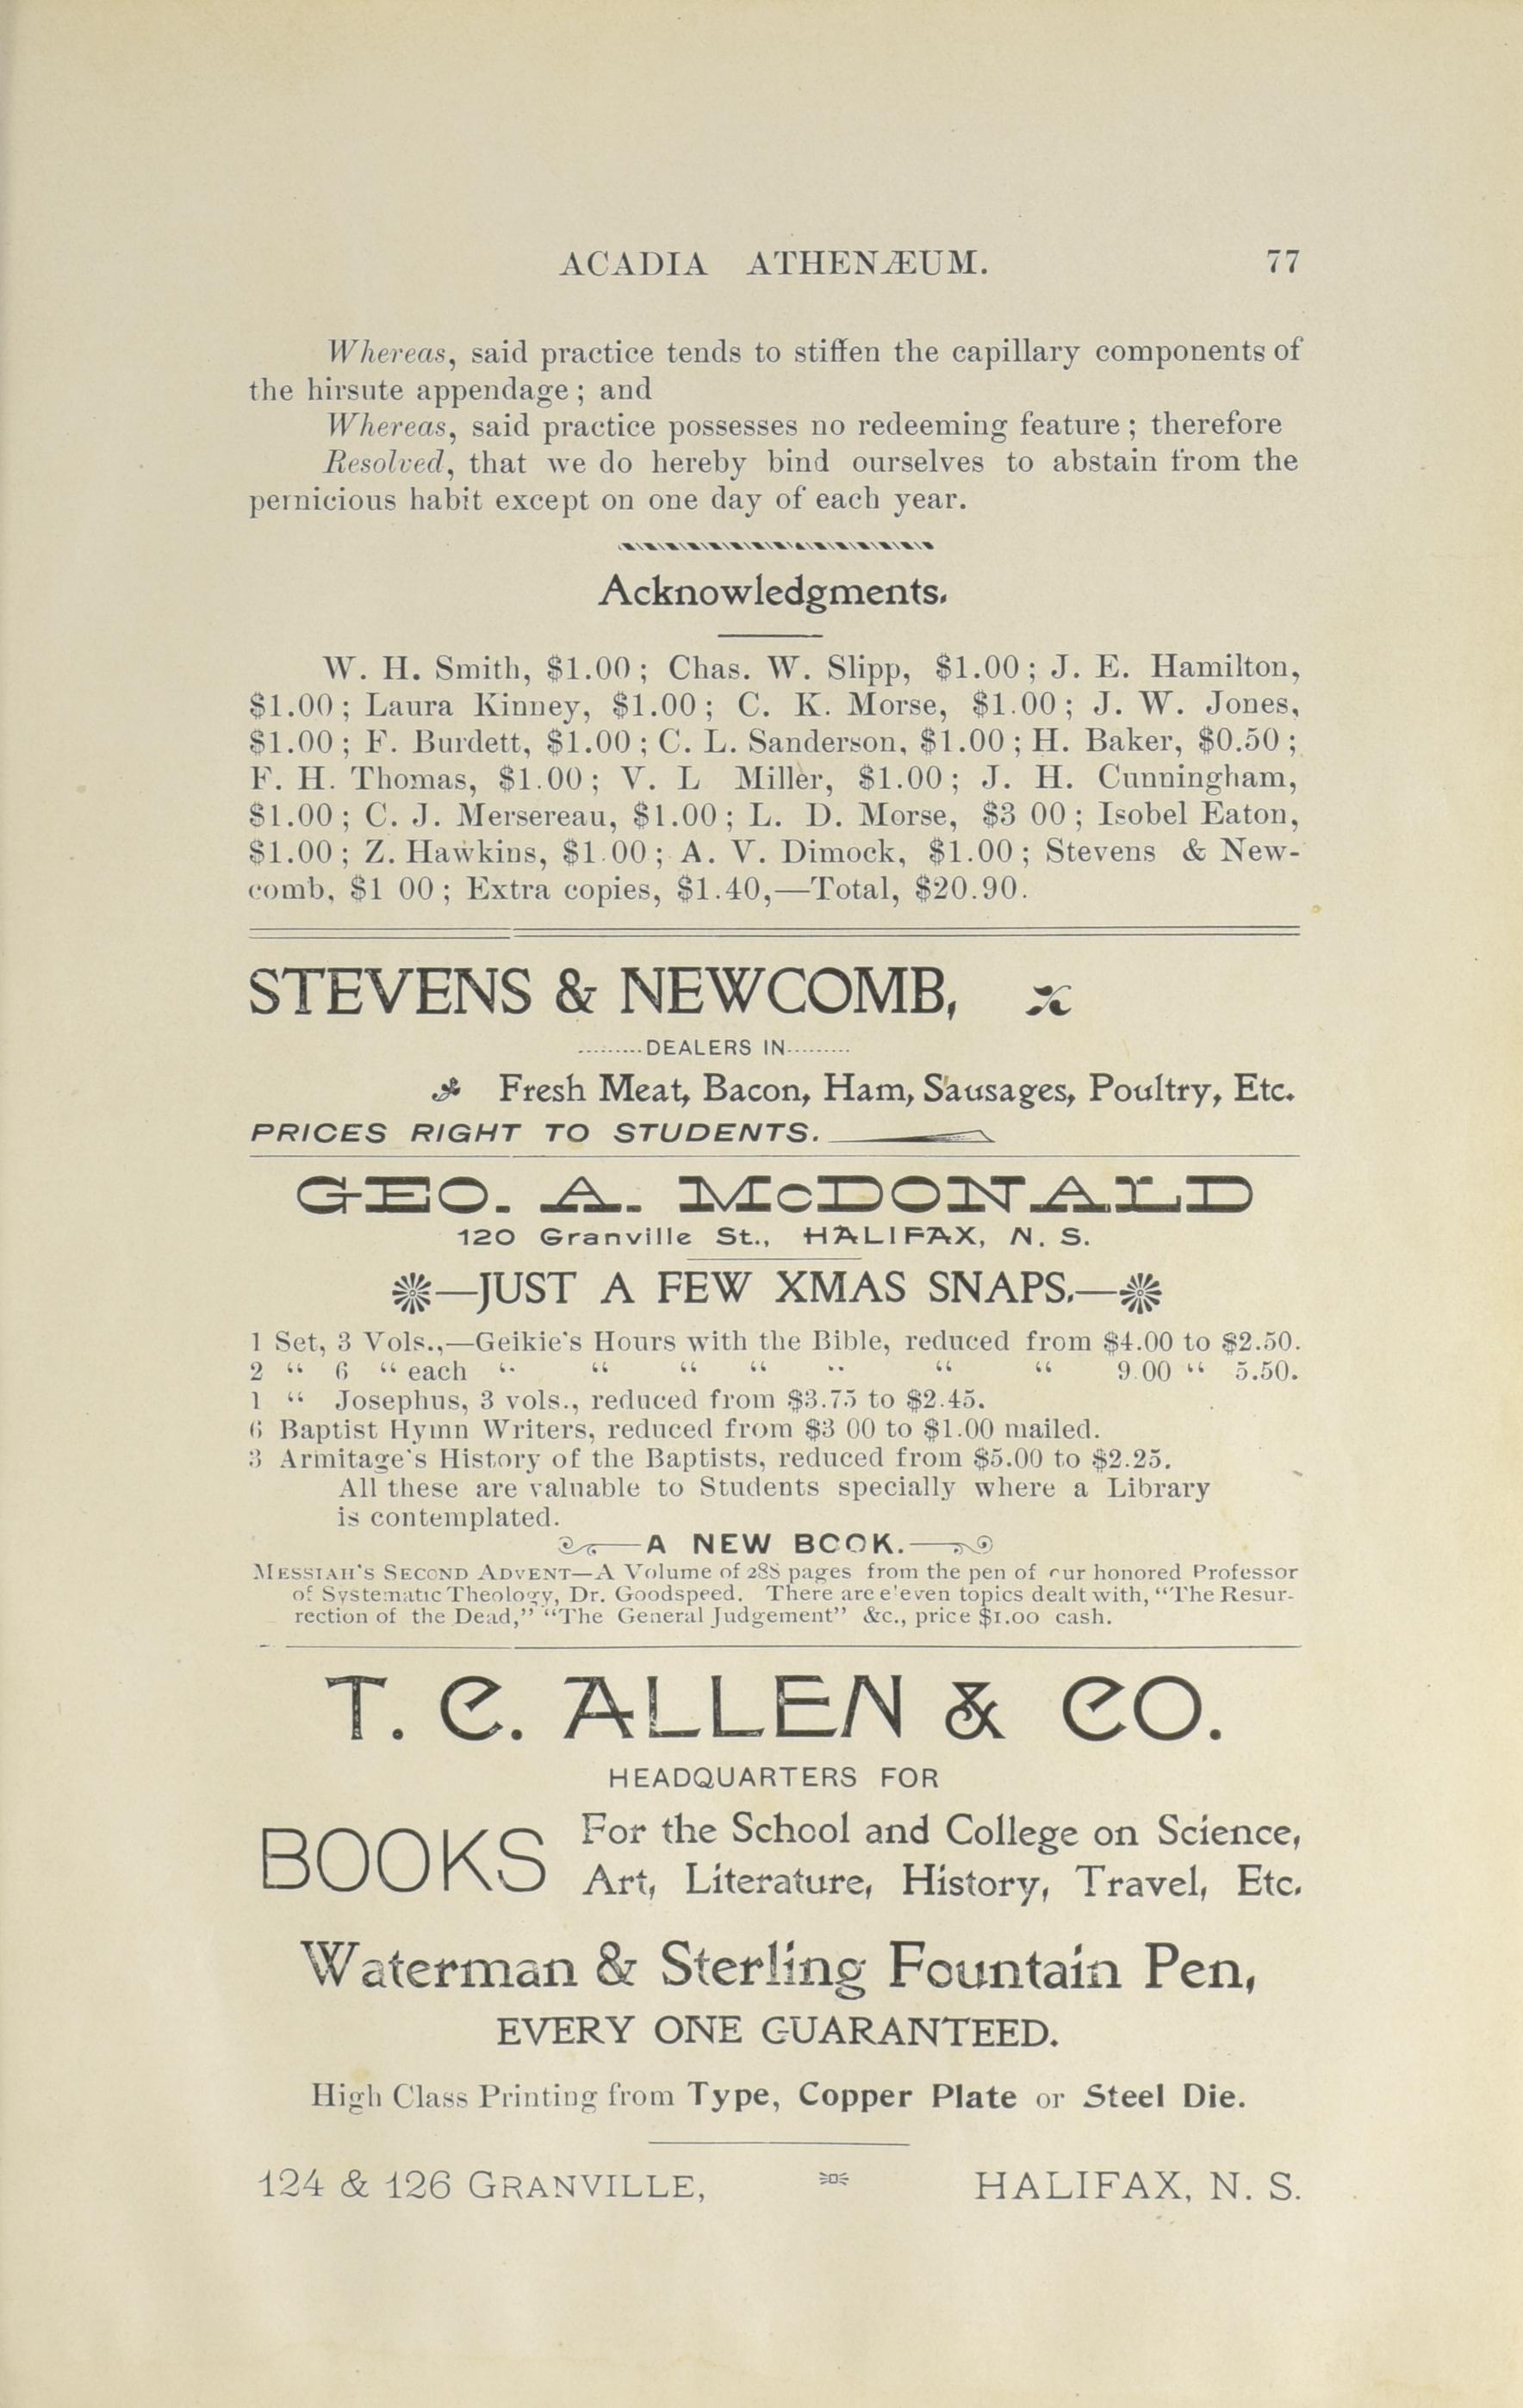 ACADIA ATHENÆUM. 77
Whereas, said practice tends to stiffen the capillary components of
the hirsute appendage ; and
Whereas, said practice possesses no redeeming feature ; therefore
Resolved, that we do hereby bind ourselves to abstain from the
pernicious habit except on one day of each year.
Acknowledgments.
W. H. Smith, $1.00 ; Chas. W. Slipp, $1.00 ; J. E. Hamilton,
$1.00 ; Laura Kinney, $1.00 ; C. K. Morse, $1.00 ; J. W. Jones,
$1.00 ; F. Burdett, $1.00 ; C. L. Sanderson, $1.00 ; H. Baker, $0.50 ;
F. H. Thomas, $1.00 ; V. L Miller, $1.00 ; J. H. Cunningham,
$1.00 ; C. J. Mersereau, $1.00 ; L. D. Morse, $3 00 ; Isobel Eaton,
$1.00 ; Z. Hawkins, $1.00 ; A. V. Dimock, $1.00 ; Stevens & New-
comb, $1 00 ; Extra copies, $1.40,—Total, $20.90.
STEVENS & NEWCOMB,
.........DEALERS IN.........
Fresh Meat, Bacon, Ham, Sausages, Poultry, Etc.
PRICES RIGHT TO STUDENTS.
GEO. A. McDONALD
120 Granville St., HALIFAX, N. S.
—JUST A FEW XMAS SNAPS.—
1 Set, 3 Vols.,—Geikie's Hours with the Bible, reduced from $4.00 to $2.50.
2 “ 6 “ each “ “ “ “ “ “ “ 9.00 “ 5.50.
1 “ Josephus, 3 vols., reduced from $3.75 to $2.45.
6 Baptist Hymn Writers, reduced from $3 00 to $1.00 mailed.
3 Armitage's History of the Baptists, reduced from $5.00 to $2.25.
All these are valuable to Students specially where a Library
is contemplated.
A NEW BOOK.
MESSIAH'S SECOND ADVENT—A Volume of 288 pages from the pen of our honored Professor
of Systematic Theology, Dr. Goodspeed. There are e'even topics dealt with, “The Resur-
rection of the Dead,” “The General Judgement” &c., price $1.00 cash.
T. C. ALLEN & CO.
HEADQUARTERS FOR
BOOKS For the School and College on Science,
Art, Literature, History, Travel, Etc.
Waterman & Sterling Fountain Pen,
EVERY ONE GUARANTEED.
High Class Printing from Type, Copper Plate or Steel Die.
124 & 126 GRANVILLE, HALIFAX, N. S.